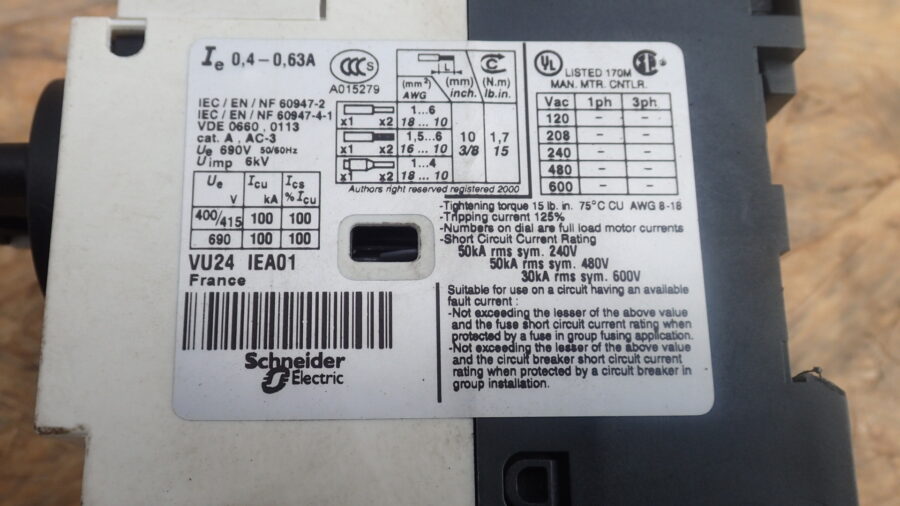 Ie 0,4-0,63A
CCC S
A015279
IEC / EN / NF 60947-2
IEC / EN / NF 60947-4-1
VDE 0660 , 0113
cat. A , AC-3
Ue 690V 50/60Hz
Uimp 6kV
Ue V Icu kA Ics % Icu
400/415 100 100
690 100 100
VU24 IEA01
France
Schneider
Electric
L
(mm²) AWG (mm) inch. C (N.m) lb.in.
x1 x2 1...6
18 ... 10
x1 x2 1,5...6 10 1,7
16 ... 10 3/8 15
x1 x2 1...4
18 ... 10
Authors right reserved registered 2000
UL LISTED 170M
MAN. MTR. CNTLR.
Vac 1ph 3ph
120 - -
208 - -
240 - -
480 - -
600 - -
-Tightening torque 15 lb. in. 75°C CU AWG 8-18
-Tripping current 125%
-Numbers on dial are full load motor currents
-Short Circuit Current Rating
50kA rms sym. 240V
50kA rms sym. 480V
30kA rms sym. 600V
Suitable for use on a circuit having an available
fault current :
-Not exceeding the lesser of the above value
and the fuse short circuit current rating when
protected by a fuse in group fusing application.
-Not exceeding the lesser of the above value
and the circuit breaker short circuit current
rating when protected by a circuit breaker in
group installation.